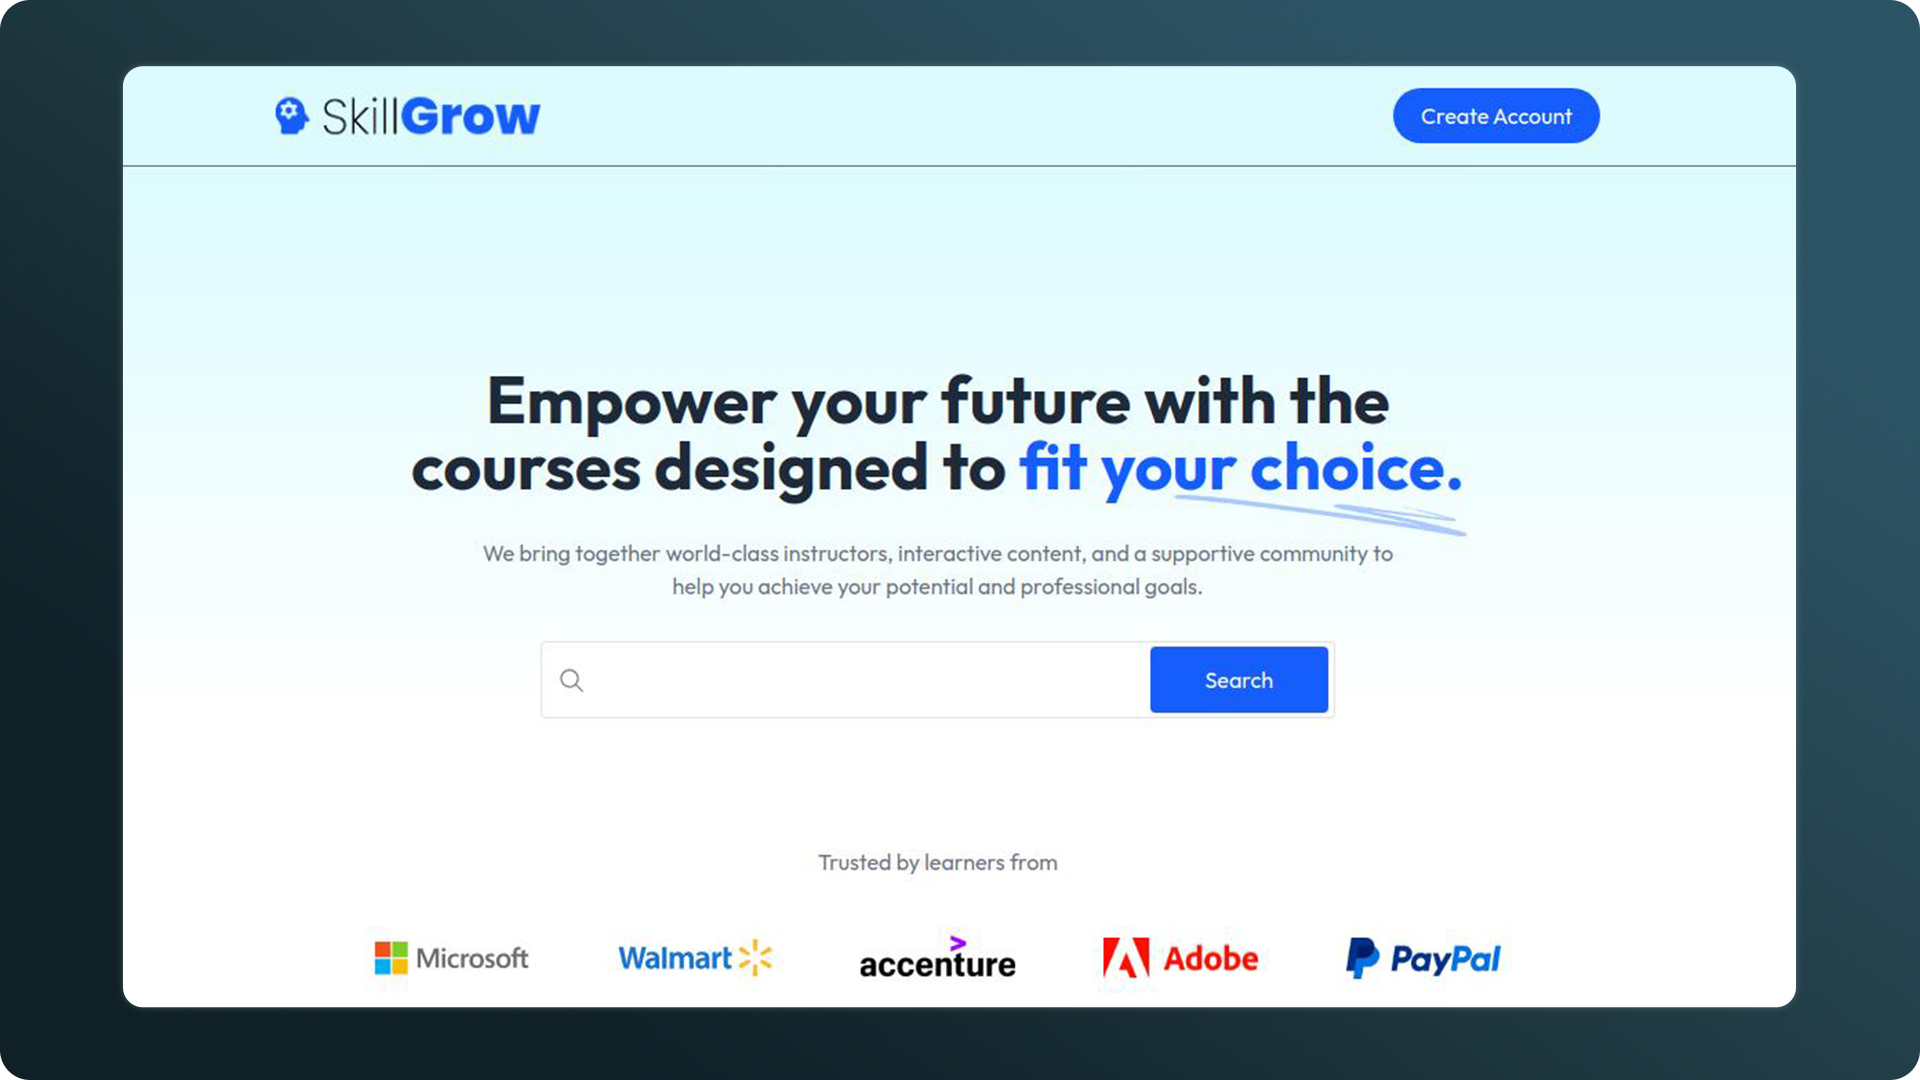 SkillGrow
Create Account
Empower your future with the
courses designed to fit your choice.
We bring together world-class instructors, interactive content, and a supportive community to
help you achieve your potential and professional goals.
Search
Trusted by learners from
Microsoft
Walmart
accenture
Adobe
PayPal